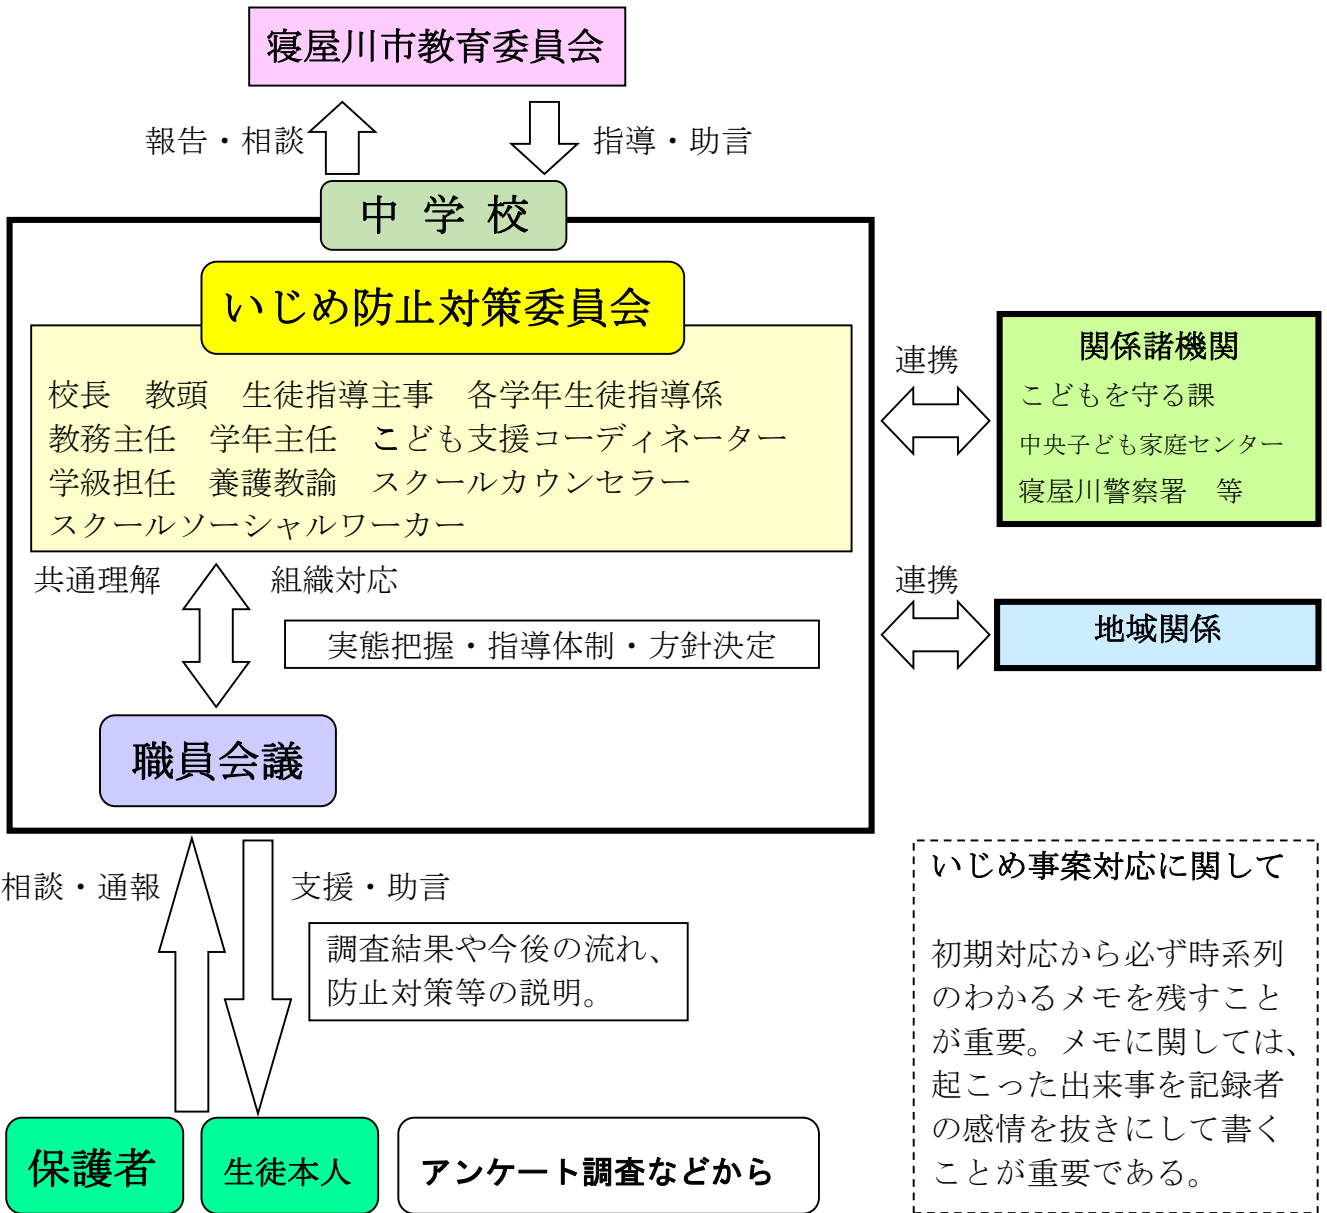 寝屋川市教育委員会
報告・相談
指導・助言
中 学 校
いじめ防止対策委員会
校長　教頭　生徒指導主事　各学年生徒指導係
教務主任　学年主任　こども支援コーディネーター
学級担任　養護教諭　スクールカウンセラー
スクールソーシャルワーカー
連携
関係諸機関
こどもを守る課
中央子ども家庭センター
寝屋川警察署　等
共通理解
組織対応
実態把握・指導体制・方針決定
連携
地域関係
職員会議
相談・通報
支援・助言
調査結果や今後の流れ、
防止対策等の説明。
いじめ事案対応に関して
初期対応から必ず時系列
のわかるメモを残すこと
が重要。メモに関しては、
起こった出来事を記録者
の感情を抜きにして書く
ことが重要である。
保護者
生徒本人
アンケート調査などから